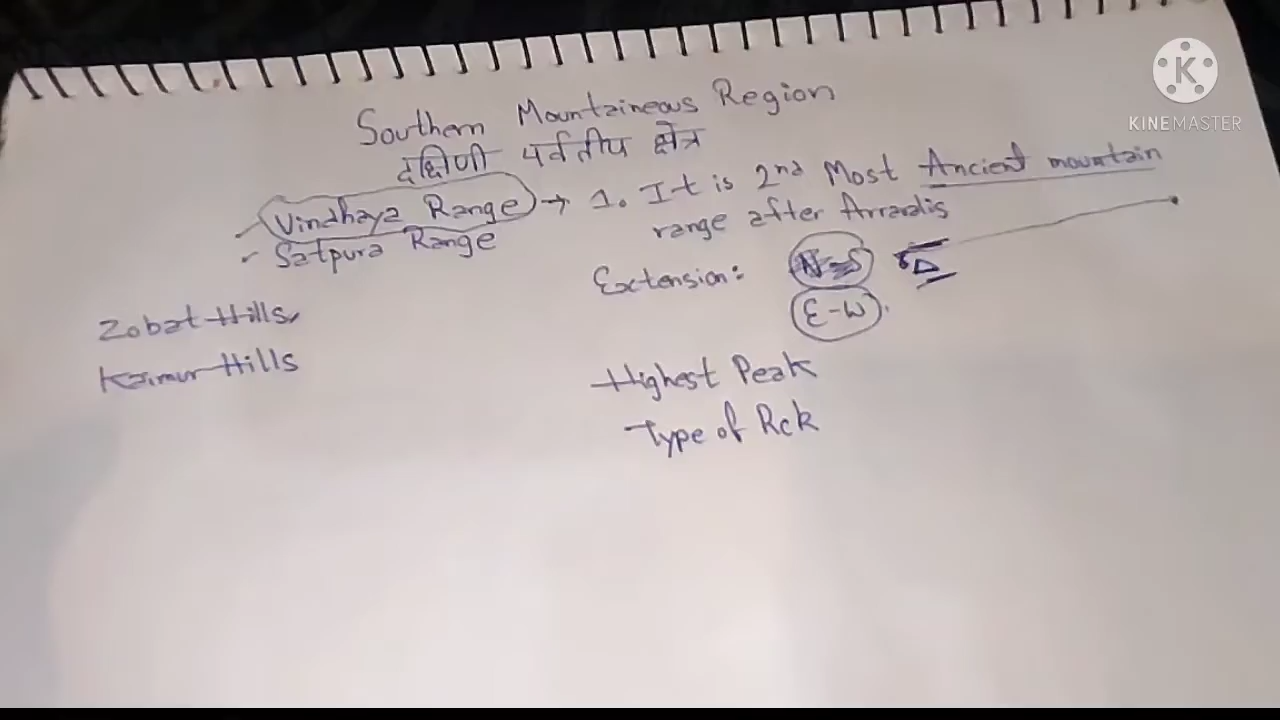 Southern Mountaineous Region
दक्षिणी पर्वतीय क्षेत्र
Vindhaya Range → 1. It is 2nd Most Ancient mountain
range after Arravalis
Satpura Range
Extension: N-S
E-W
Zobat Hills
Kaimur Hills
Highest Peak
Type of Rck
K
KINEMASTER